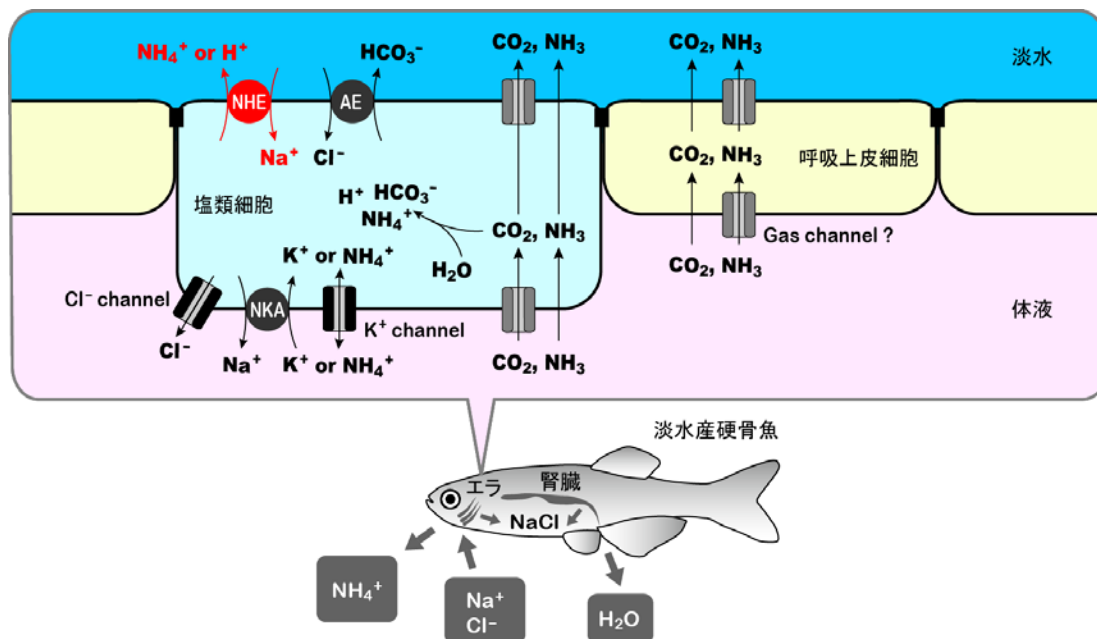 NH₄⁺ or H⁺
HCO₃⁻
CO₂, NH₃
CO₂, NH₃
淡水
NHE
AE
Na⁺
Cl⁻
CO₂, NH₃
呼吸上皮細胞
塩類細胞
H⁺ HCO₃⁻
NH₄⁺
CO₂, NH₃
Gas channel ?
H₂O
CO₂, NH₃
K⁺ or NH₄⁺
Cl⁻ channel
NKA
K⁺ channel
体液
Cl⁻
Na⁺
K⁺ or NH₄⁺
CO₂, NH₃
淡水産硬骨魚
エラ
腎臓
NaCl
NH₄⁺
Na⁺
Cl⁻
H₂O